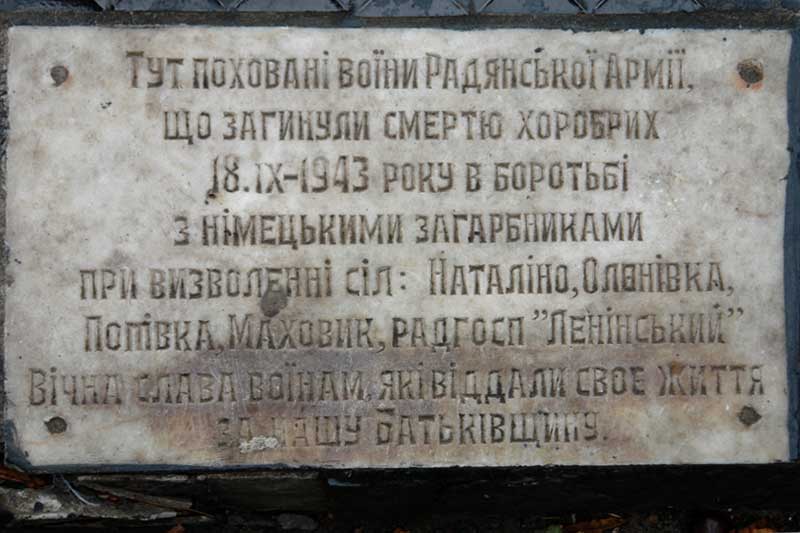 Тут поховані воїни Радянської Армії,
що загинули смертю хоробрих
18.IX-1943 року в боротьбі
з німецькими загарбниками
при визволенні сіл: Наталіно, Оленівка,
Попівка, Маховик, радгосп "Ленінський"
Вічна слава воїнам, які віддали своє життя
за нашу Батьківщину.